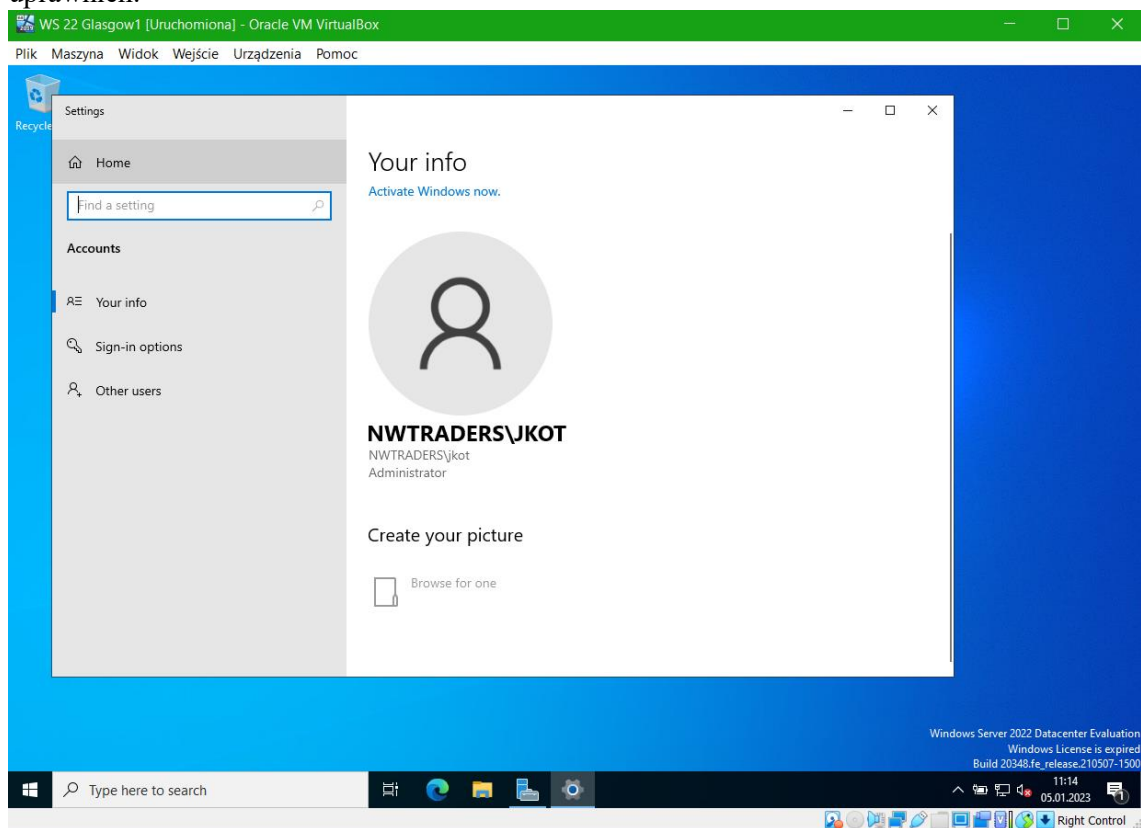 uprawnień.
WS 22 Glasgow1 [Uruchomiona] - Oracle VM VirtualBox
Plik Maszyna Widok Wejście Urządzenia Pomoc
Recycle
Settings
Home
Find a setting
Accounts
Your info
Sign-in options
Other users
Your info
Activate Windows now.
NWTRADERS\JKOT
NWTRADERS\jkot
Administrator
Create your picture
Browse for one
Windows Server 2022 Datacenter Evaluation
Windows License is expired
Build 20348.fe_release.210507-1500
Type here to search
11:14
05.01.2023
1
Right Control